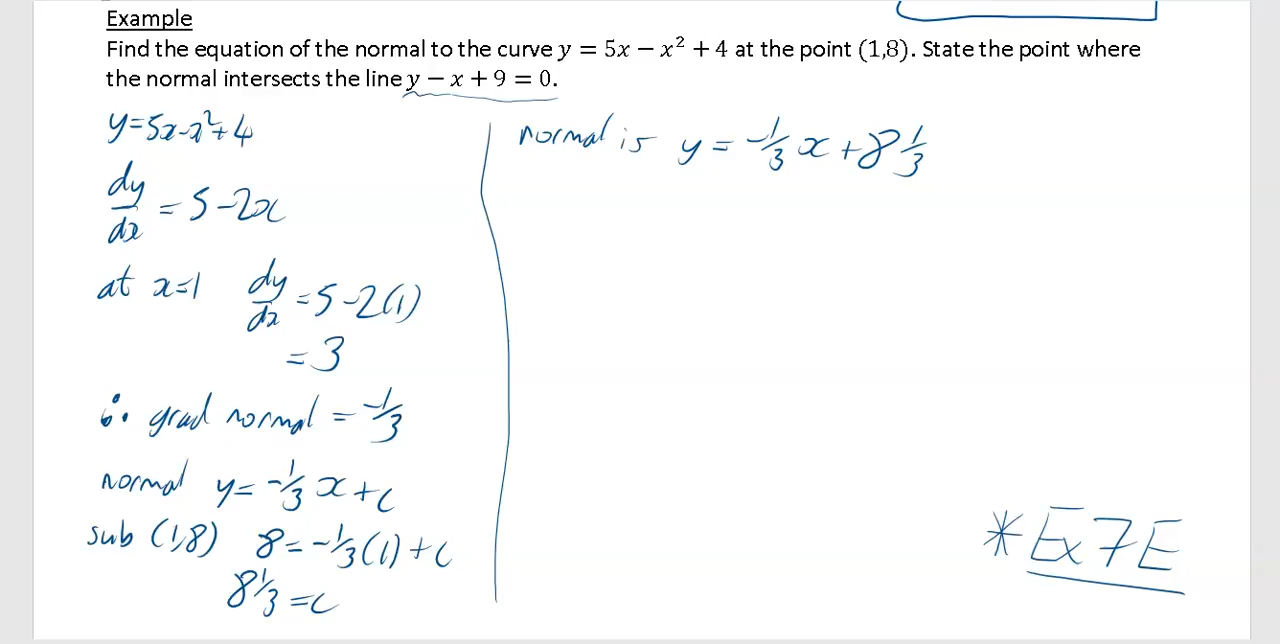 Example
Find the equation of the normal to the curve y = 5x − x² + 4 at the point (1,8). State the point where
the normal intersects the line y − x + 9 = 0.
y=5x-x²+4
dy/dx = 5-2x
at x=1 dy/dx = 5-2(1)
= 3
∴ grad normal = -1/3
normal y= -1/3 x + c
sub (1,8) 8 = -1/3(1) + c
8 1/3 = c
normal is y = -1/3 x + 8 1/3
* Ex 7E